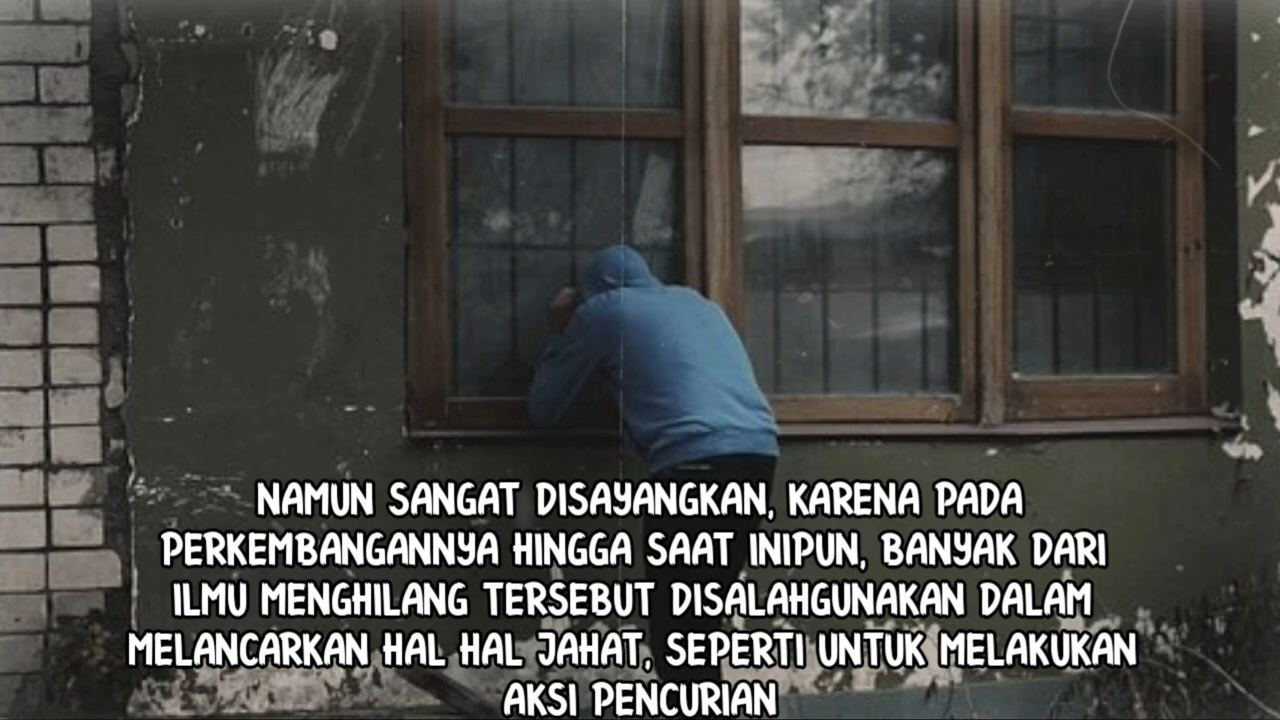 NAMUN SANGAT DISAYANGKAN, KARENA PADA
PERKEMBANGANNYA HINGGA SAAT INIPUN, BANYAK DARI
ILMU MENGHILANG TERSEBUT DISALAHGUNAKAN DALAM
MELANCARKAN HAL HAL JAHAT, SEPERTI UNTUK MELAKUKAN
AKSI PENCURIAN